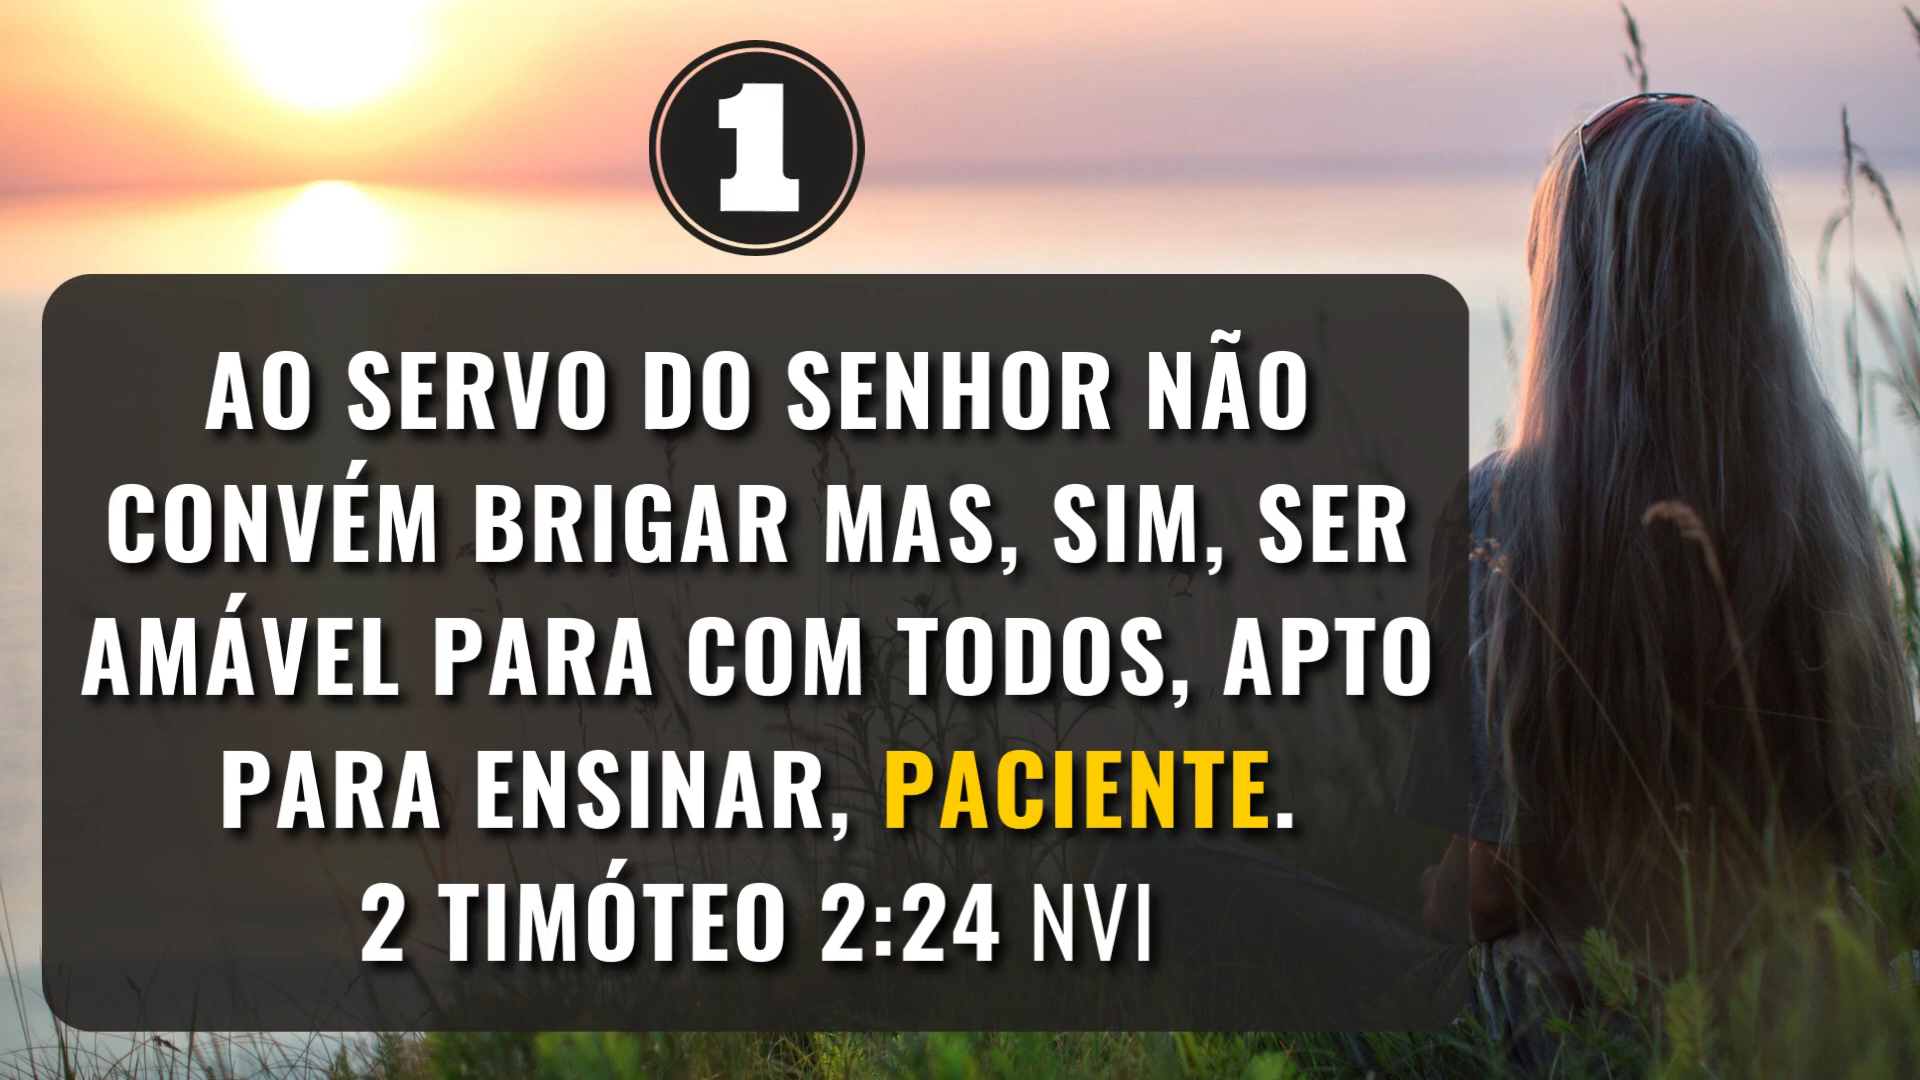 1
AO SERVO DO SENHOR NÃO
CONVÉM BRIGAR MAS, SIM, SER
AMÁVEL PARA COM TODOS, APTO
PARA ENSINAR, PACIENTE.
2 TIMÓTEO 2:24 NVI